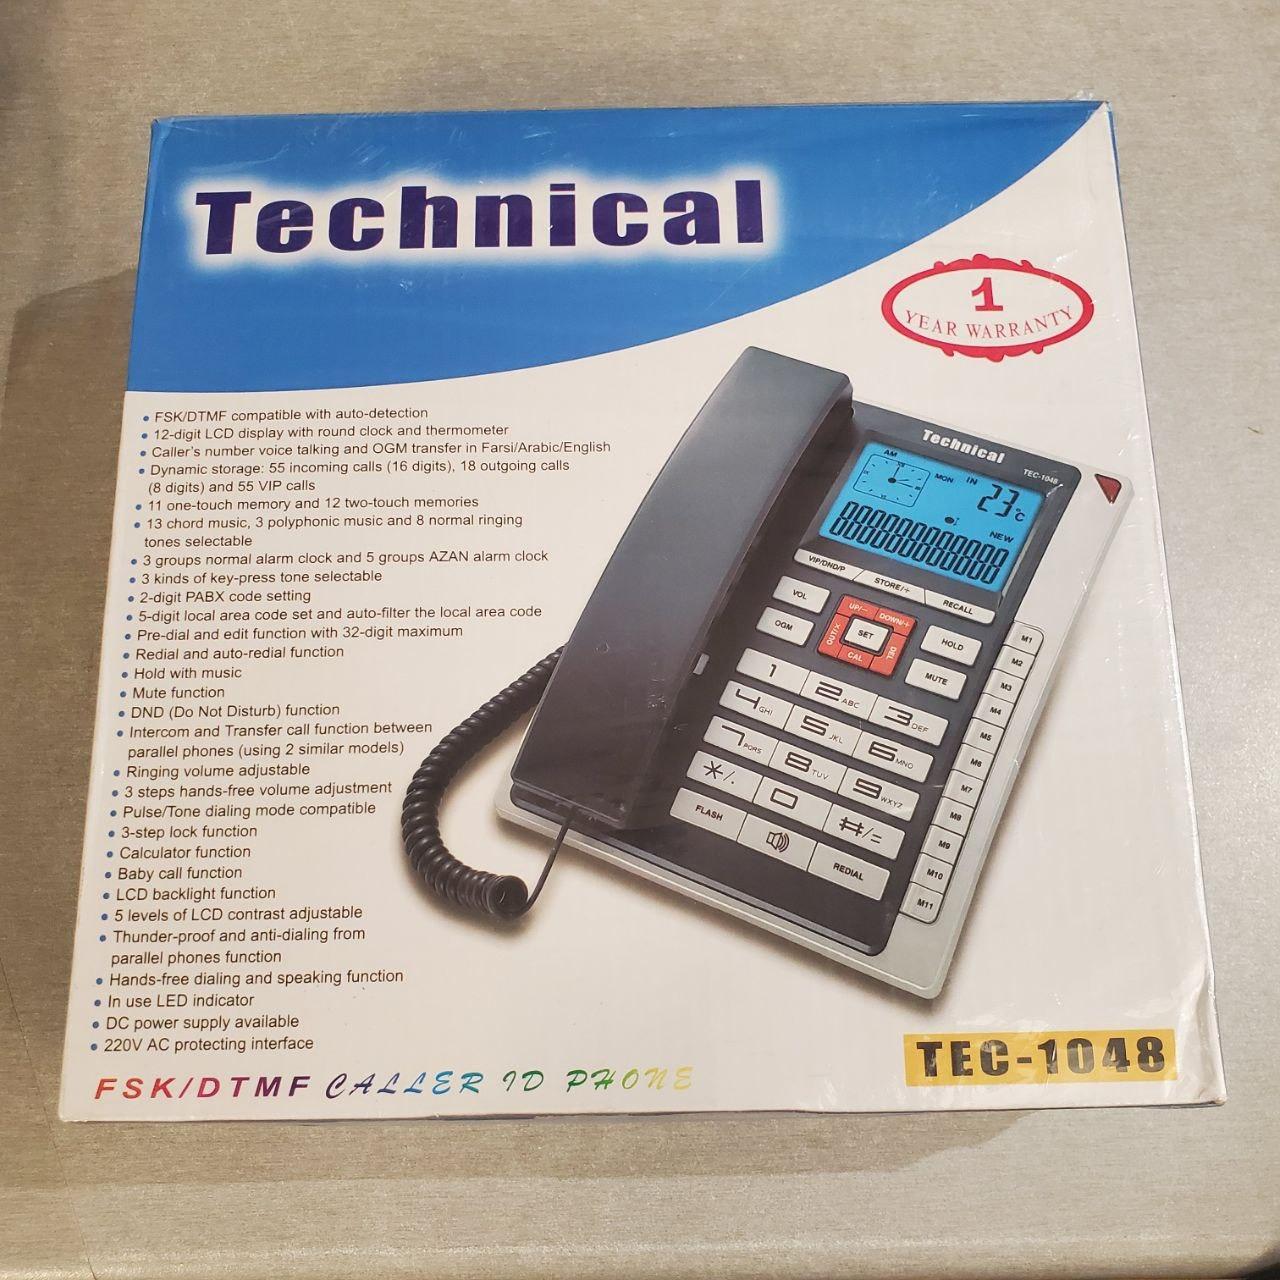 Technical
1
YEAR WARRANTY
• FSK/DTMF compatible with auto-detection
• 12-digit LCD display with round clock and thermometer
• Caller's number voice talking and OGM transfer in Farsi/Arabic/English
• Dynamic storage: 55 incoming calls (16 digits), 18 outgoing calls
(8 digits) and 55 VIP calls
• 11 one-touch memory and 12 two-touch memories
• 13 chord music, 3 polyphonic music and 8 normal ringing
tones selectable
• 3 groups normal alarm clock and 5 groups AZAN alarm clock
• 3 kinds of key-press tone selectable
• 2-digit PABX code setting
• 5-digit local area code set and auto-filter the local area code
• Pre-dial and edit function with 32-digit maximum
• Redial and auto-redial function
• Hold with music
• Mute function
• DND (Do Not Disturb) function
• Intercom and Transfer call function between
parallel phones (using 2 similar models)
• Ringing volume adjustable
• 3 steps hands-free volume adjustment
• Pulse/Tone dialing mode compatible
• 3-step lock function
• Calculator function
• Baby call function
• LCD backlight function
• 5 levels of LCD contrast adjustable
• Thunder-proof and anti-dialing from
parallel phones function
• Hands-free dialing and speaking function
• In use LED indicator
• DC power supply available
• 220V AC protecting interface
FSK/DTMF CALLER ID PHONE
TEC-1048
Technical
TEC-1048
AM
MON IN 23°C
NEW
000000000000
000000000000
VIP/DND/P STORE/+ RECALL
VOL UP/− DOWN/+ HOLD
OGM OUT/X SET DEL MUTE
CAL
1 2 ABC 3 DEF
4 GHI 5 JKL 6 MNO
7 PQRS 8 TUV 9 WXYZ
*/. 0 #/=
FLASH REDIAL
M1
M2
M3
M4
M5
M6
M7
M8
M9
M10
M11